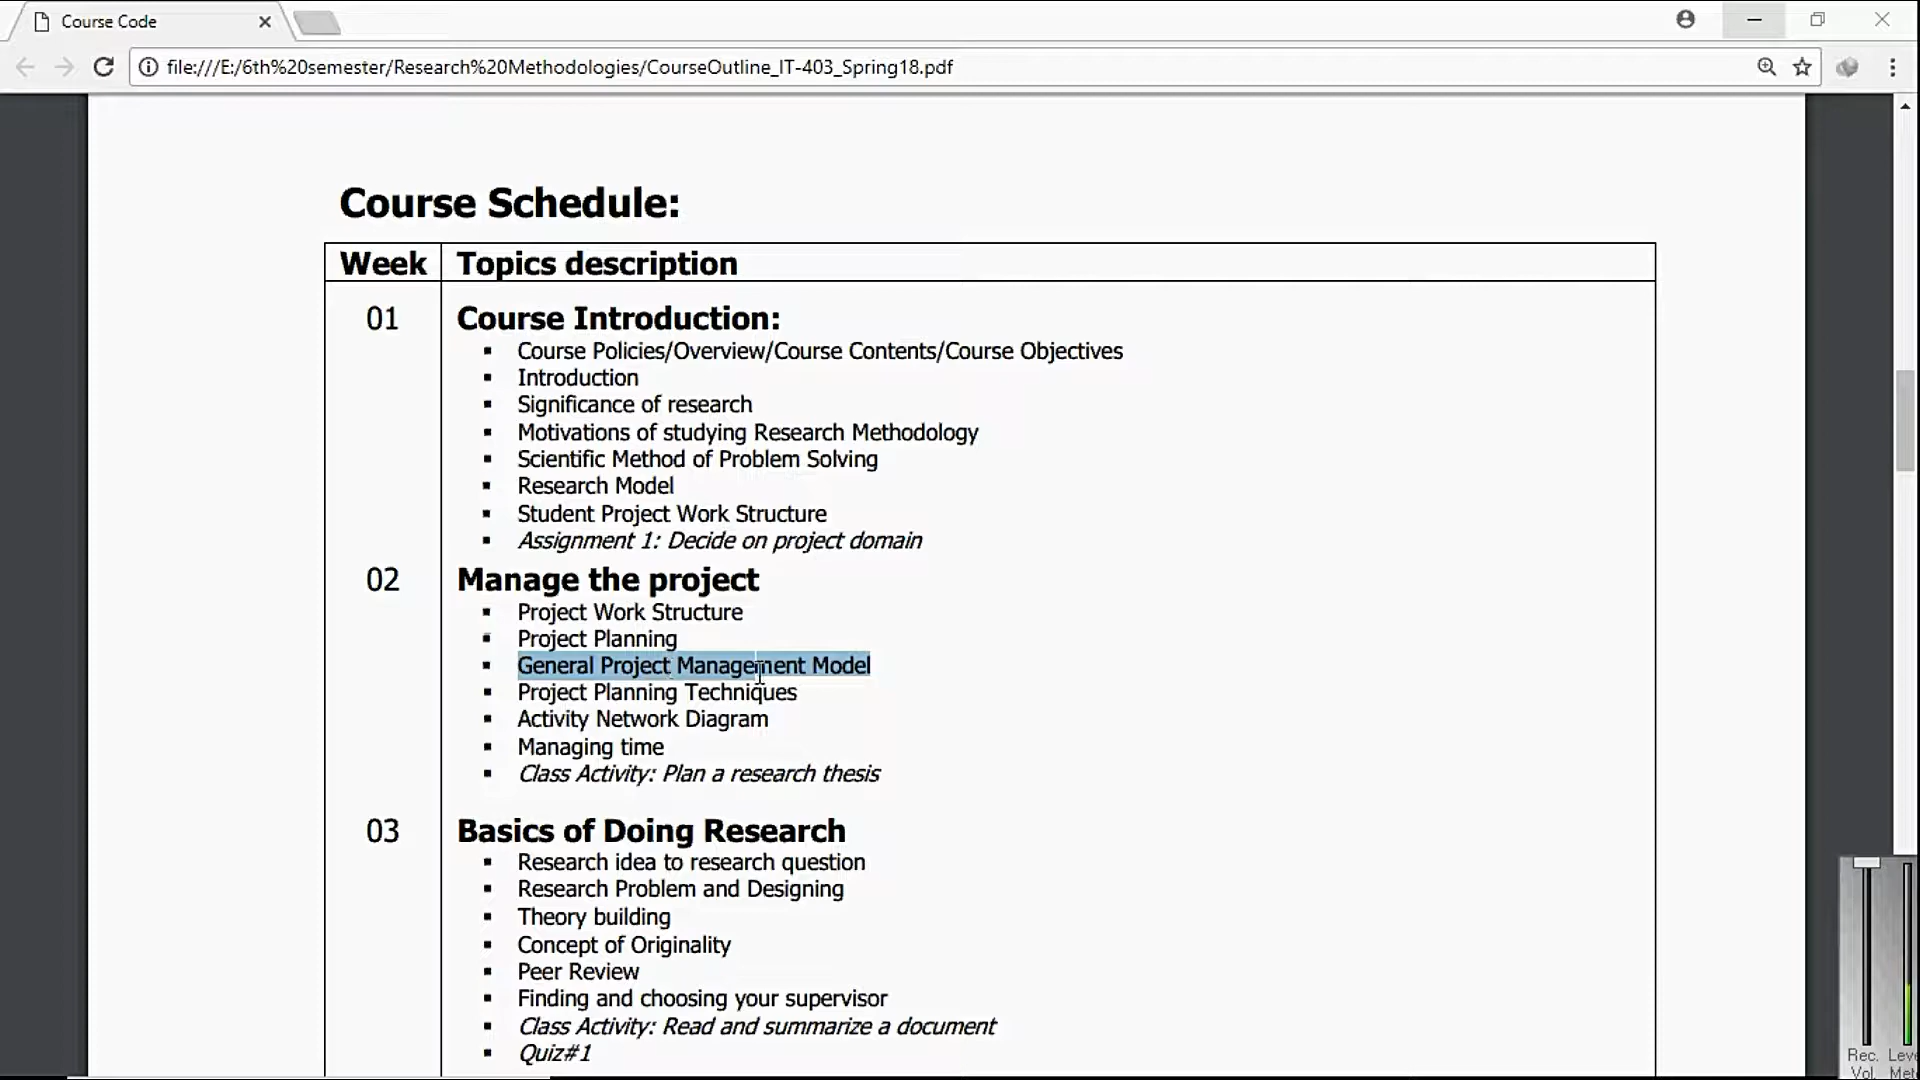 Course Code
file:///E:/6th%20semester/Research%20Methodologies/CourseOutline_IT-403_Spring18.pdf
Course Schedule:
Week Topics description
01 Course Introduction:
▪ Course Policies/Overview/Course Contents/Course Objectives
▪ Introduction
▪ Significance of research
▪ Motivations of studying Research Methodology
▪ Scientific Method of Problem Solving
▪ Research Model
▪ Student Project Work Structure
▪ Assignment 1: Decide on project domain
02 Manage the project
▪ Project Work Structure
▪ Project Planning
▪ General Project Management Model
▪ Project Planning Techniques
▪ Activity Network Diagram
▪ Managing time
▪ Class Activity: Plan a research thesis
03 Basics of Doing Research
▪ Research idea to research question
▪ Research Problem and Designing
▪ Theory building
▪ Concept of Originality
▪ Peer Review
▪ Finding and choosing your supervisor
▪ Class Activity: Read and summarize a document
▪ Quiz#1
Rec.
Vol.